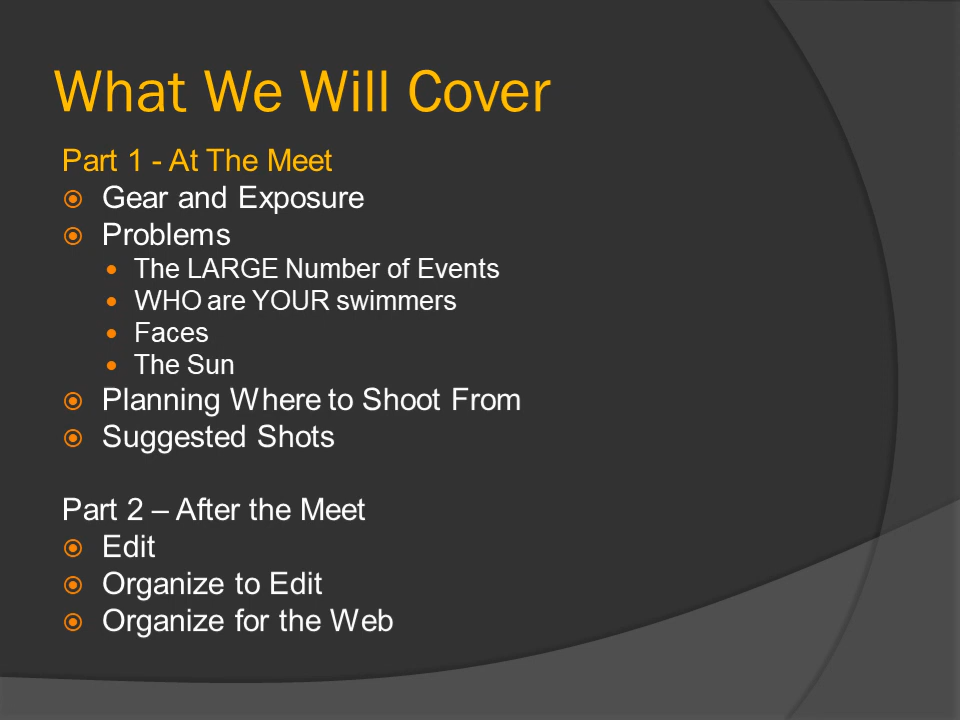 What We Will Cover
Part 1 - At The Meet
Gear and Exposure
Problems
The LARGE Number of Events
WHO are YOUR swimmers
Faces
The Sun
Planning Where to Shoot From
Suggested Shots
Part 2 – After the Meet
Edit
Organize to Edit
Organize for the Web